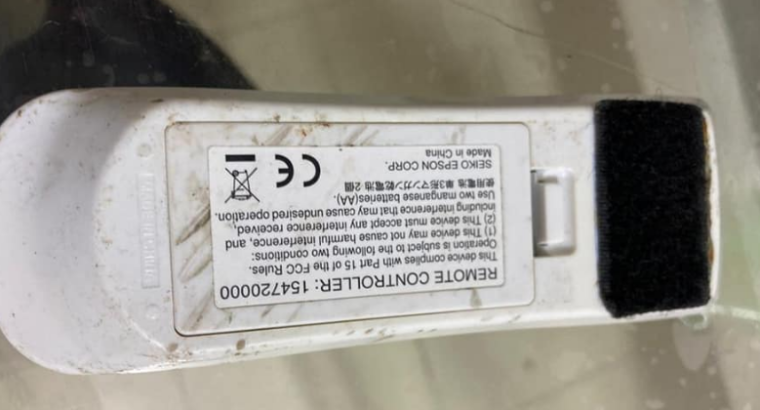 REMOTE CONTROLLER: 154720000
This device complies with Part 15 of the FCC Rules.
Operation is subject to the following two conditions:
(1) This device may not cause harmful interference, and
(2) This device must accept any interference received,
including interference that may cause undesired operation.
Use two manganese batteries(AA).
使用電池 単3形マンガン乾電池 2個
SEIKO EPSON CORP.
Made in China
CE